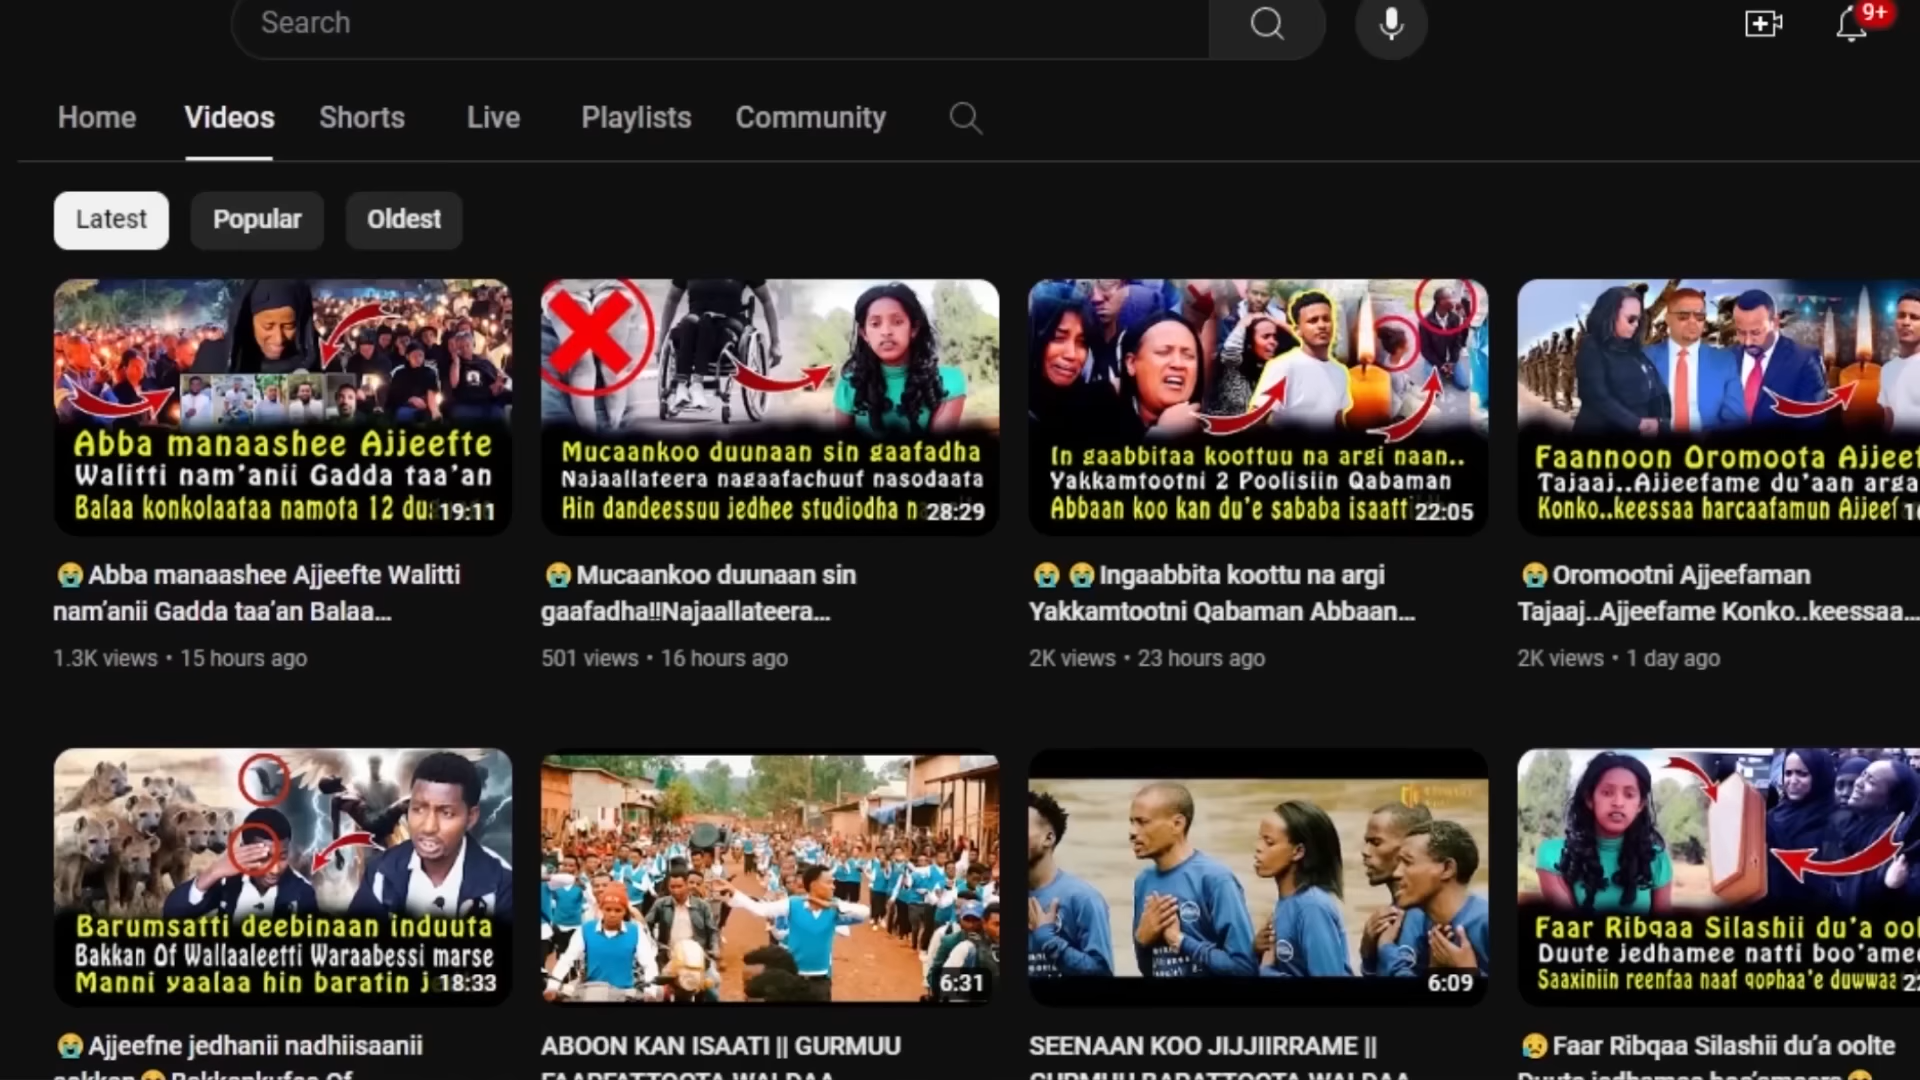 Search
9+
Home Videos Shorts Live Playlists Community
Latest Popular Oldest
Abba manaashee Ajjeefte
Walitti nam'anii Gadda taa'an
Balaa konkolaataa namota 12
19:11
Mucaankoo duunaan sin gaafadha
Najaallateera nagaafachuuf nasodaata
Hin dandeessuu jedhee studiodha
28:29
In gaabbifaa koottuu na argi naan..
Yakkamtootni 2 Poolisiin Qabaman
Abbaan koo kan du'e sababa isaatt
22:05
Faannoon Oromoota
Tajaaj..Ajjeefame du'aan
Konko..keessaa harcaafamun
😭Abba manaashee Ajjeefte Walitti
nam'anii Gadda taa'an Balaa...
1.3K views • 15 hours ago
😭Mucaankoo duunaan sin
gaafadha!!Najaallateera...
501 views • 16 hours ago
😭😭Ingaabbita koottu na argi
Yakkamtootni Qabaman Abbaan...
2K views • 23 hours ago
😭Oromootni Ajjeefaman
Tajaaj..Ajjeefame Konko..keessaa...
2K views • 1 day ago
Barumsatti deebinaan induuta
Bakkan Of Wallaaleetti Waraabessi marse
Manni yaalaa hin baratin
18:33
6:31
6:09
Faar Ribqaa Silashii du'a
Duute jedhamee natti
Saaxiniin reenfaa naaf qophaa'e duwwaa
😭Ajjeefne jedhanii nadhiisaanii
ABOON KAN ISAATI || GURMUU
SEENAAN KOO JIJJIIRRAME ||
😥Faar Ribqaa Silashii du'a oolte